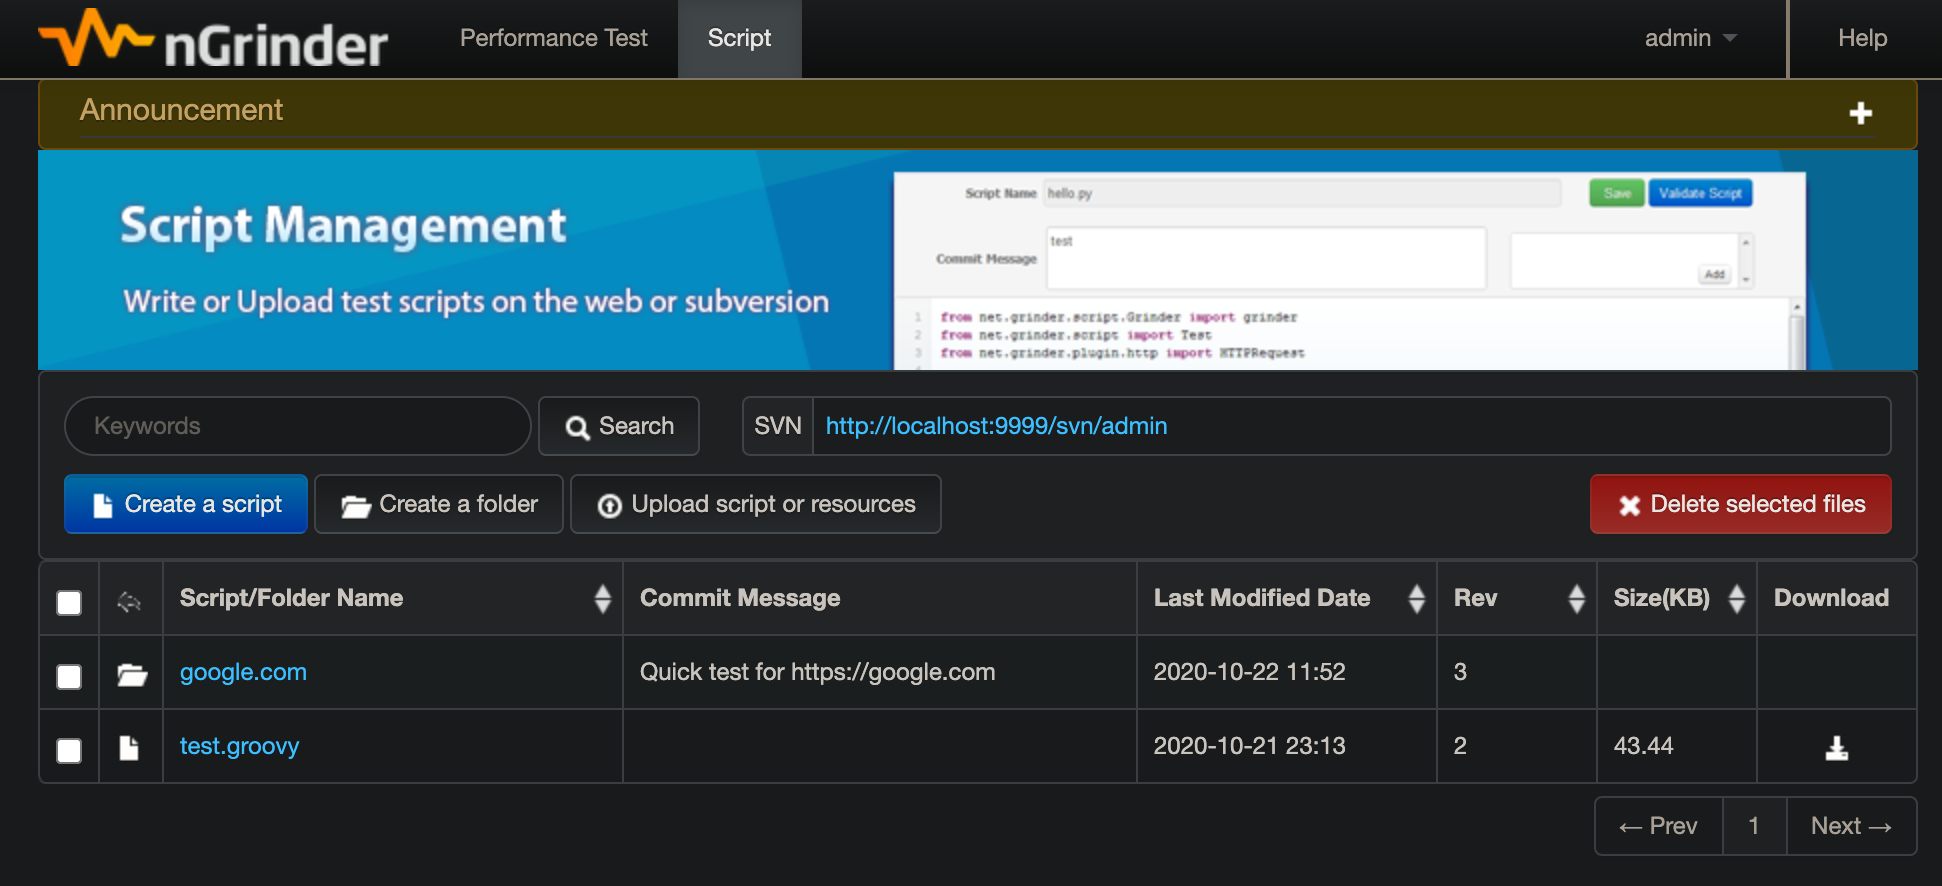 nGrinder Performance Test Script admin Help
Announcement
Script Management
Write or Upload test scripts on the web or subversion
Script Name hello.py Save Validate Script
Commit Message test Add
1 from net.grinder.script.Grinder import grinder
2 from net.grinder.script import Test
3 from net.grinder.plugin.http import HTTPRequest
Keywords Search SVN http://localhost:9999/svn/admin
Create a script Create a folder Upload script or resources Delete selected files
Script/Folder Name Commit Message Last Modified Date Rev Size(KB) Download
google.com Quick test for https://google.com 2020-10-22 11:52 3
test.groovy 2020-10-21 23:13 2 43.44
← Prev 1 Next →